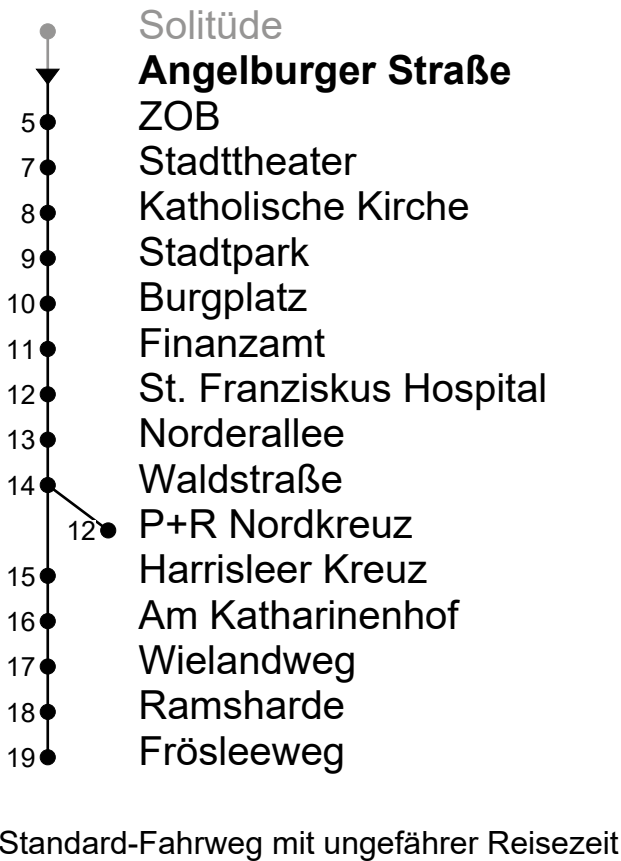 Solitüde
Angelburger Straße
5 ZOB
7 Stadttheater
8 Katholische Kirche
9 Stadtpark
10 Burgplatz
11 Finanzamt
12 St. Franziskus Hospital
13 Norderallee
14 Waldstraße
12 P+R Nordkreuz
15 Harrisleer Kreuz
16 Am Katharinenhof
17 Wielandweg
18 Ramsharde
19 Frösleeweg
Standard-Fahrweg mit ungefährer Reisezeit